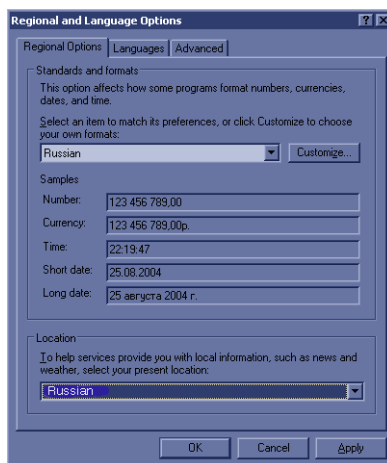 Regional and Language Options
Regional Options Languages Advanced
Standards and formats
This option affects how some programs format numbers, currencies,
dates, and time.
Select an item to match its preferences, or click Customize to choose
your own formats:
Russian Customize...
Samples
Number: 123 456 789,00
Currency: 123 456 789,00р.
Time: 22:19:47
Short date: 25.08.2004
Long date: 25 августа 2004 г.
Location
To help services provide you with local information, such as news and
weather, select your present location:
Russian
OK Cancel Apply